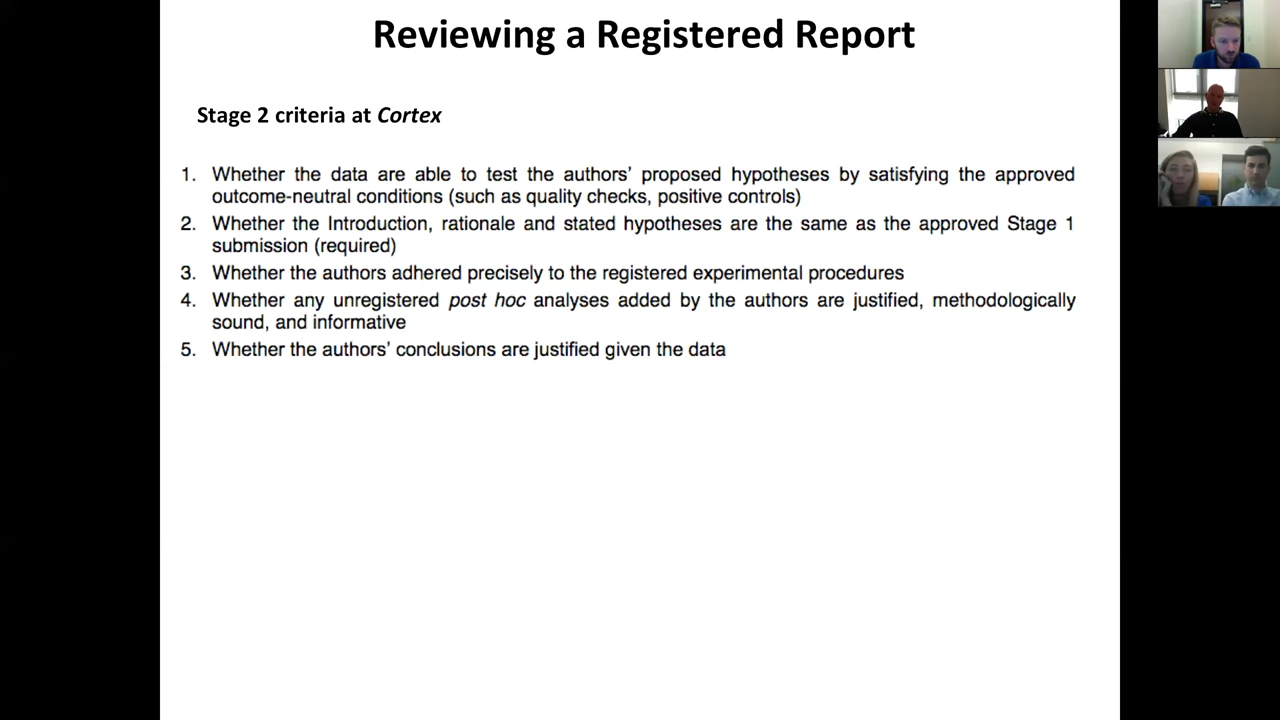 Reviewing a Registered Report
Stage 2 criteria at Cortex
1. Whether the data are able to test the authors’ proposed hypotheses by satisfying the approved
outcome-neutral conditions (such as quality checks, positive controls)
2. Whether the Introduction, rationale and stated hypotheses are the same as the approved Stage 1
submission (required)
3. Whether the authors adhered precisely to the registered experimental procedures
4. Whether any unregistered post hoc analyses added by the authors are justified, methodologically
sound, and informative
5. Whether the authors’ conclusions are justified given the data